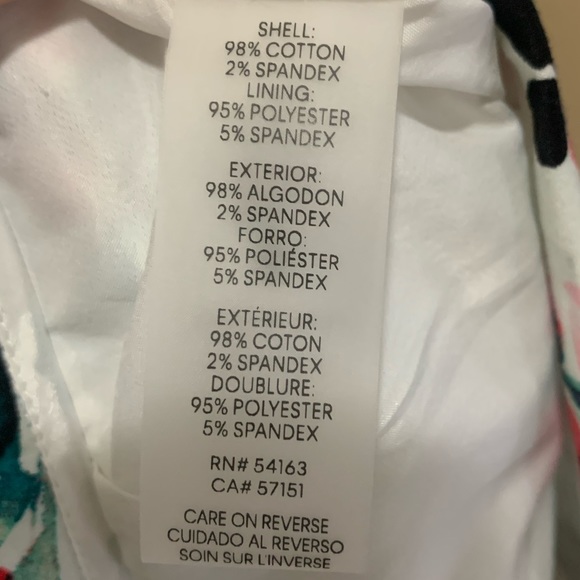 SHELL:
98% COTTON
2% SPANDEX
LINING:
95% POLYESTER
5% SPANDEX
EXTERIOR:
98% ALGODON
2% SPANDEX
FORRO:
95% POLIÉSTER
5% SPANDEX
EXTÉRIEUR:
98% COTON
2% SPANDEX
DOUBLURE:
95% POLYESTER
5% SPANDEX
RN# 54163
CA# 57151
CARE ON REVERSE
CUIDADO AL REVERSO
SOIN SUR L'INVERSE